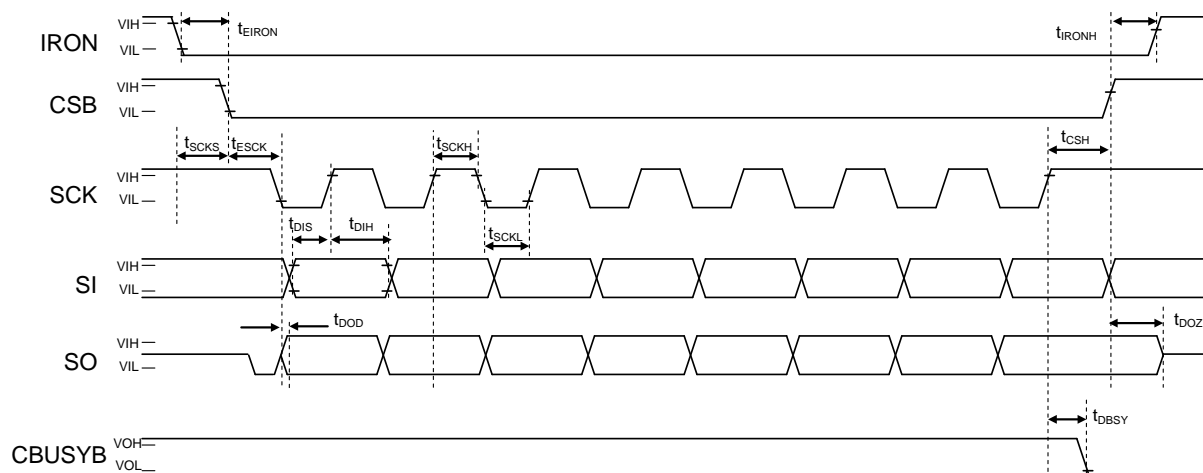 IRON
VIH
VIL
tEIRON
tIRONH
CSB
VIH
VIL
tSCKS
tESCK
tSCKH
tCSH
SCK
VIH
VIL
tDIS
tDIH
tSCKL
SI
VIH
VIL
tDOD
tDOZ
SO
VIH
VIL
tDBSY
CBUSYB
VOH
VOL